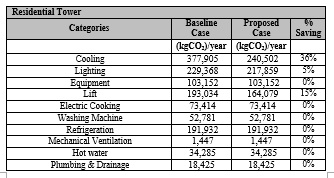 Residential Tower
Categories Baseline Case (kgCO₂)/year Proposed Case (kgCO₂)/year % Saving
Cooling 377,905 240,502 36%
Lighting 229,368 217,859 5%
Equipment 103,152 103,152 0%
Lift 193,034 164,079 15%
Electric Cooking 73,414 73,414 0%
Washing Machine 52,781 52,781 0%
Refrigeration 191,932 191,932 0%
Mechanical Ventilation 1,447 1,447 0%
Hot water 34,285 34,285 0%
Plumbing & Drainage 18,425 18,425 0%